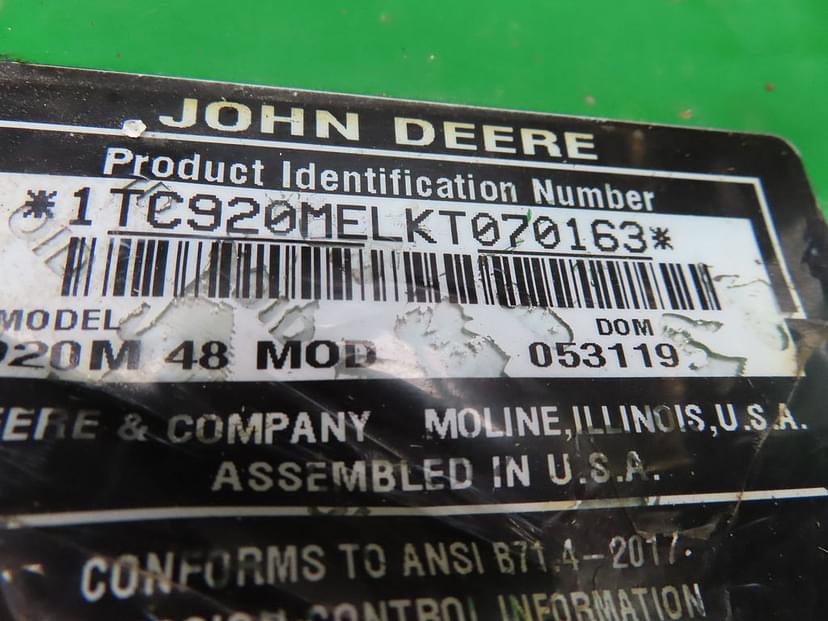 JOHN DEERE
Product Identification Number
*1TC920MELKT070163*
MODEL DOM
920M 48 MOD 053119
DEERE & COMPANY MOLINE, ILLINOIS, U.S.A.
ASSEMBLED IN U.S.A.
CONFORMS TO ANSI B71.4-2017.
CONTROL INFORMATION